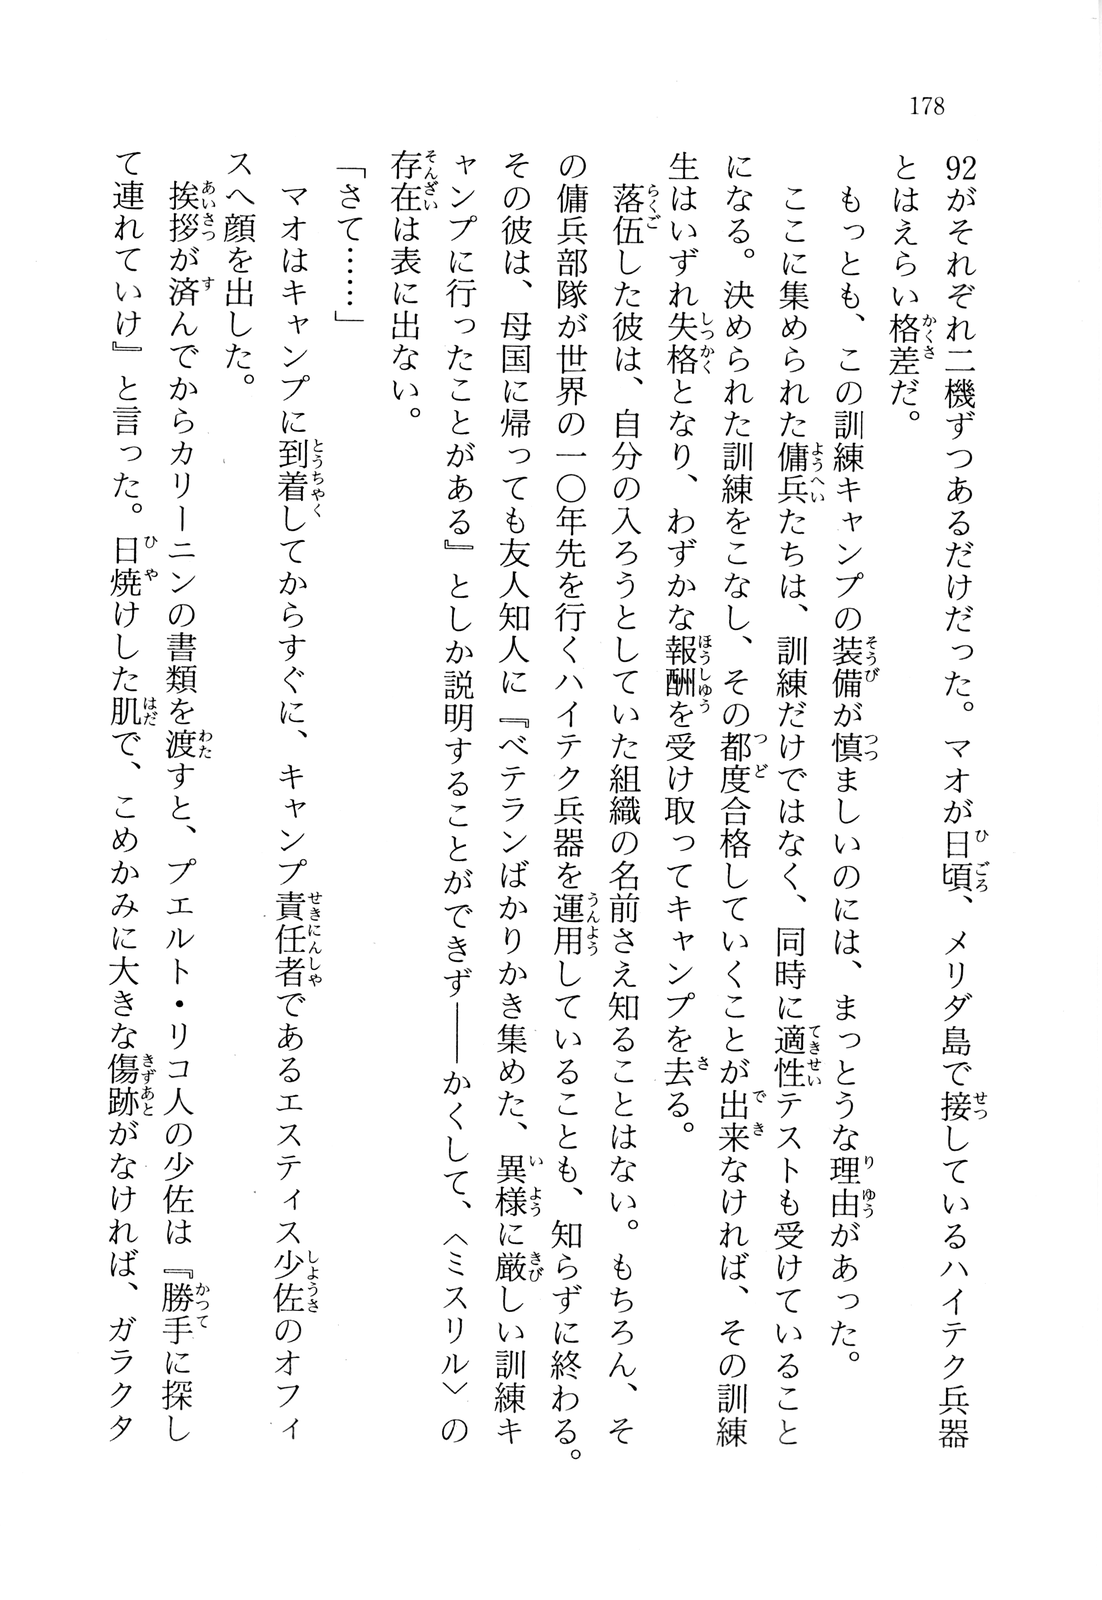 178
92がそれぞれ二機ずつあるだけだった。マオが日頃、メリダ島で接しているハイテク兵器
とはえらい格差だ。
もっとも、この訓練キャンプの装備が慎ましいのには、まっとうな理由があった。
ここに集められた傭兵たちは、訓練だけではなく、同時に適性テストも受けていること
になる。決められた訓練をこなし、その都度合格していくことが出来なければ、その訓練
生はいずれ失格となり、わずかな報酬を受け取ってキャンプを去る。
落伍した彼は、自分の入ろうとしていた組織の名前さえ知ることはない。もちろん、そ
の傭兵部隊が世界の一〇年先を行くハイテク兵器を運用していることも、知らずに終わる。
その彼は、母国に帰っても友人知人に『ベテランばかりかき集めた、異様に厳しい訓練キ
ャンプに行ったことがある』としか説明することができず――かくして、〈ミスリル〉の
存在は表に出ない。
「さて……」
マオはキャンプに到着してからすぐに、キャンプ責任者であるエスティス少佐のオフィ
スへ顔を出した。
挨拶が済んでからカリーニンの書類を渡すと、プエルト・リコ人の少佐は『勝手に探し
て連れていけ』と言った。日焼けした肌で、こめかみに大きな傷跡がなければ、ガラクタ